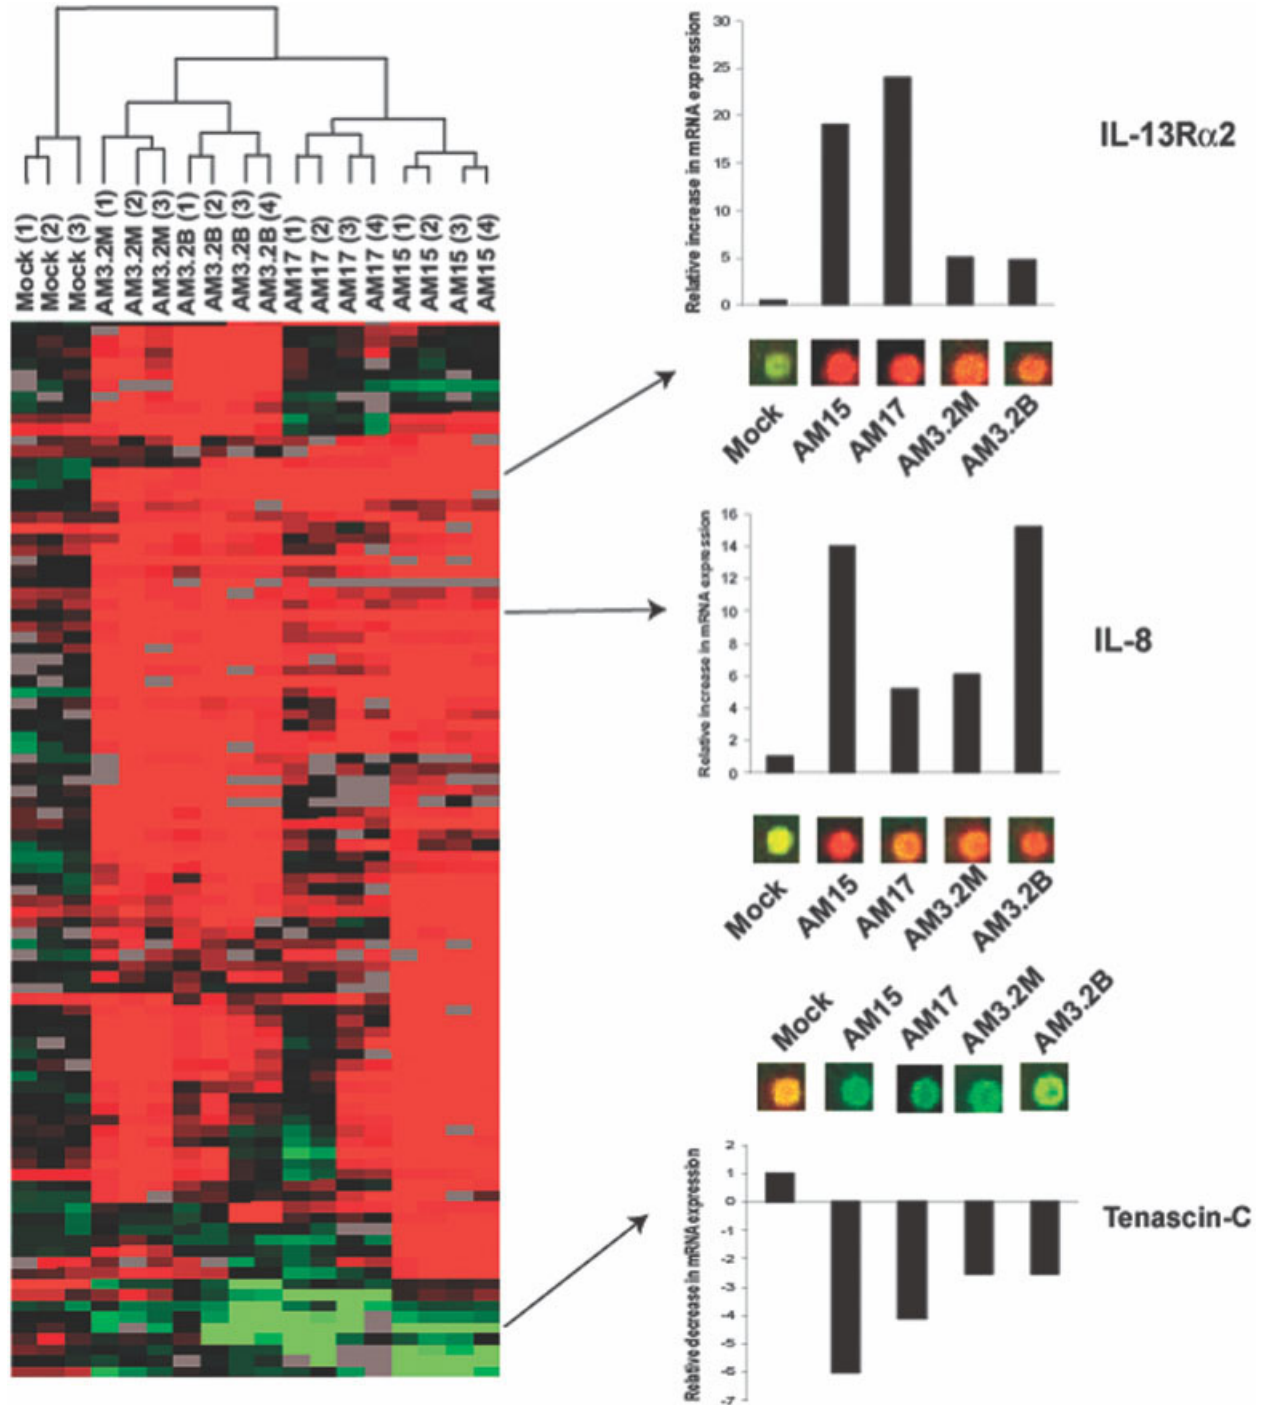 Mock (1)
Mock (2)
Mock (3)
AM3.2M (1)
AM3.2M (2)
AM3.2M (3)
AM3.2B (1)
AM3.2B (2)
AM3.2B (3)
AM3.2B (4)
AM17 (1)
AM17 (2)
AM17 (3)
AM17 (4)
AM15 (1)
AM15 (2)
AM15 (3)
AM15 (4)
Relative increase in mRNA expression
30
25
20
15
10
5
0
IL-13Rα2
Mock
AM15
AM17
AM3.2M
AM3.2B
Relative increase in mRNA expression
16
14
12
10
8
6
4
2
0
IL-8
Mock
AM15
AM17
AM3.2M
AM3.2B
Mock
AM15
AM17
AM3.2M
AM3.2B
Relative decrease in mRNA expression
2
1
0
-1
-2
-3
-4
-5
-6
-7
Tenascin-C